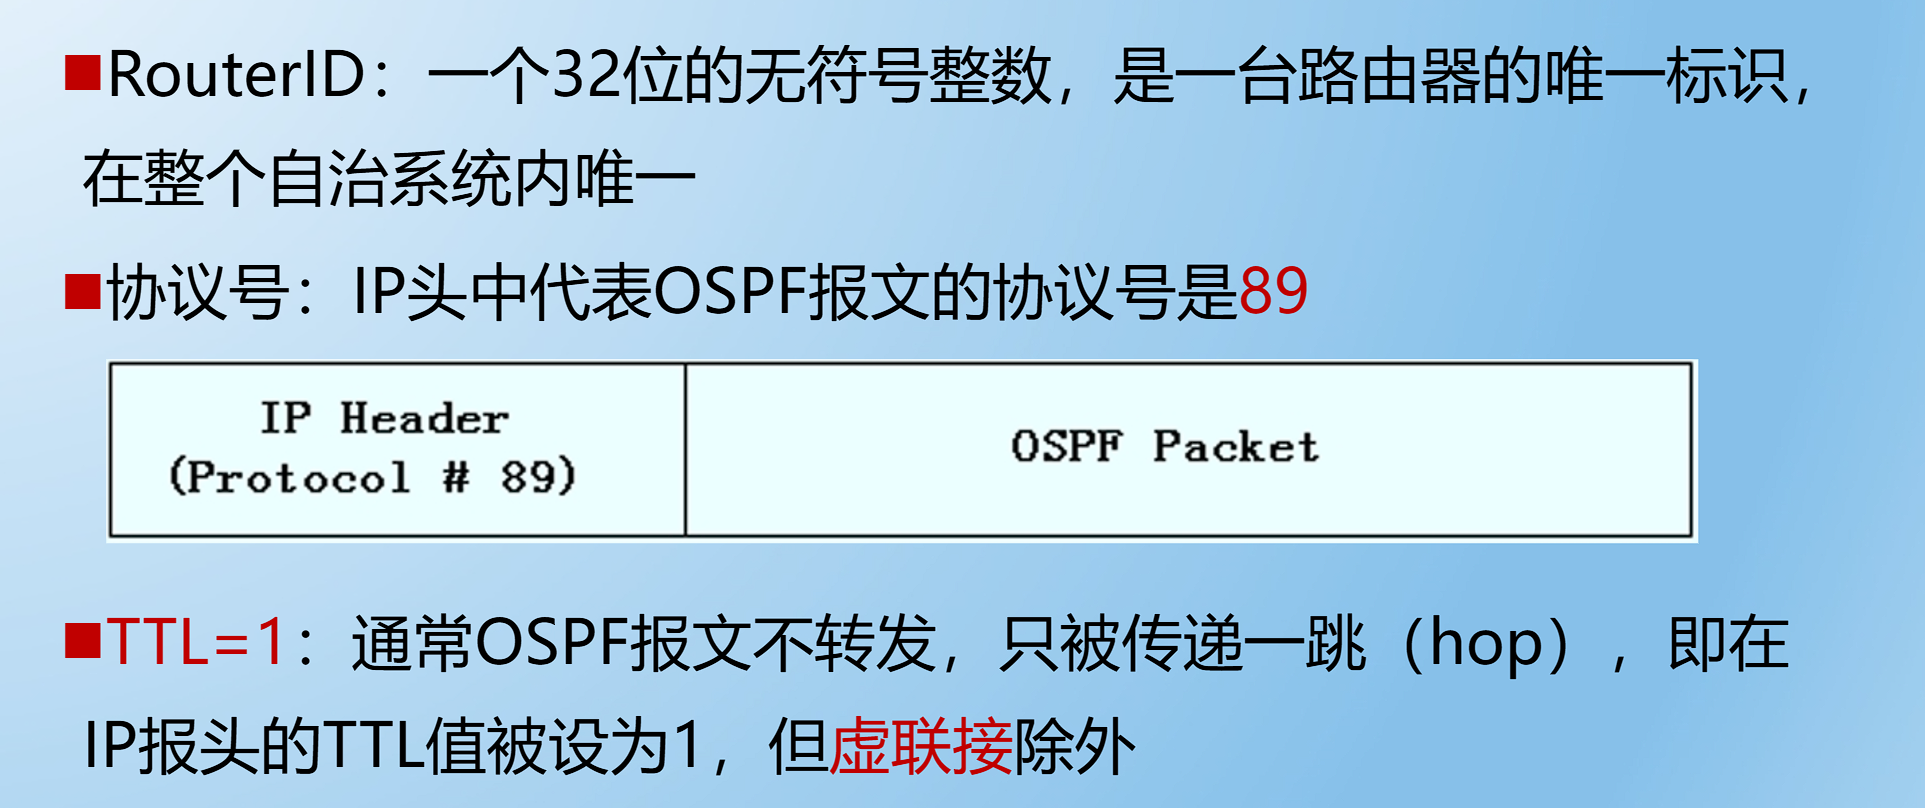 ■RouterID：一个32位的无符号整数，是一台路由器的唯一标识，
在整个自治系统内唯一
■协议号：IP头中代表OSPF报文的协议号是89
IP Header
(Protocol # 89)
OSPF Packet
■TTL=1：通常OSPF报文不转发，只被传递一跳（hop），即在
IP报头的TTL值被设为1，但虚联接除外